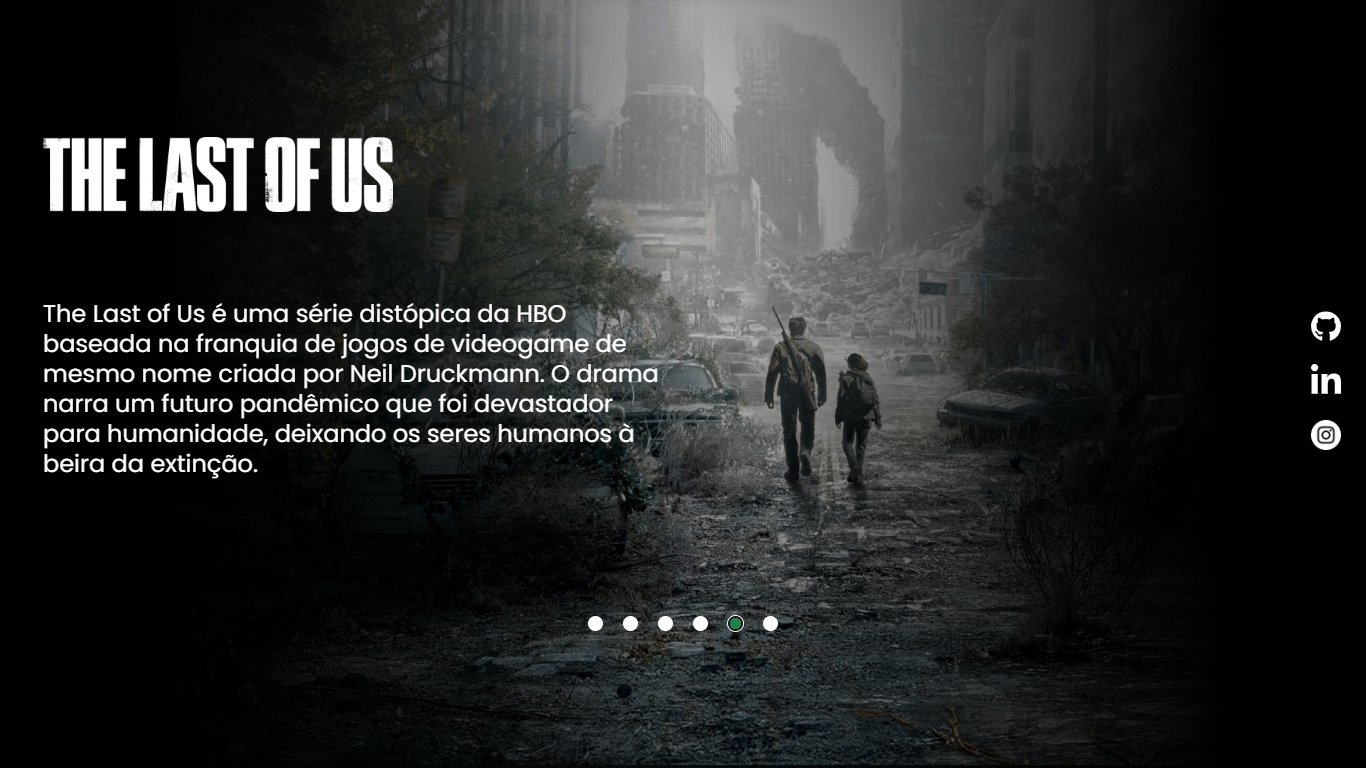 THE LAST OF US
The Last of Us é uma série distópica da HBO
baseada na franquia de jogos de videogame de
mesmo nome criada por Neil Druckmann. O drama
narra um futuro pandêmico que foi devastador
para humanidade, deixando os seres humanos à
beira da extinção.
in